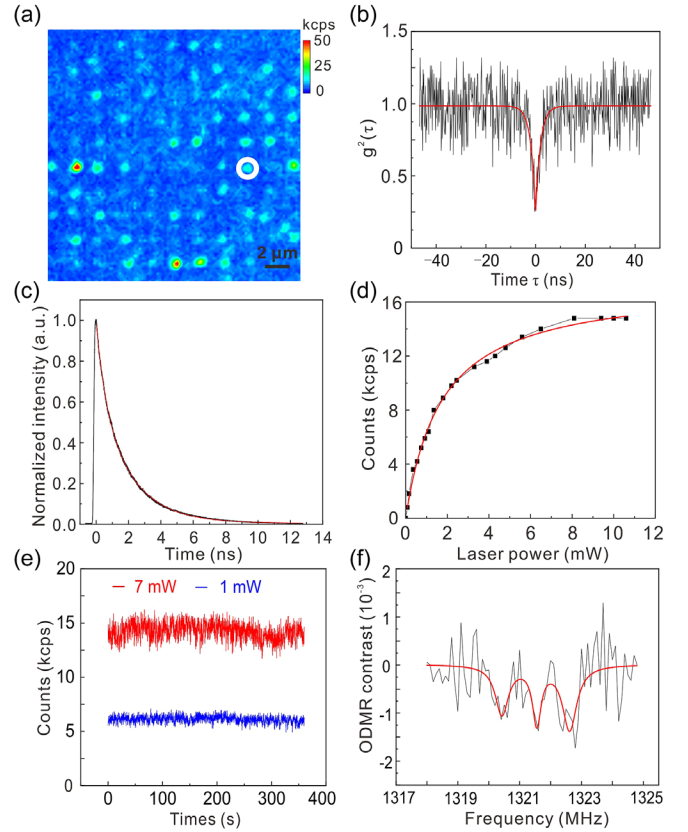 (a)
kcps
50
25
0
2 μm
(b)
1.5
1.0
0.5
0
g²(τ)
−40 −20 0 20 40
Time τ (ns)
(c)
1.0
0.8
0.6
0.4
0.2
0.0
Normalized intensity (a.u.)
0 2 4 6 8 10 12 14
Time (ns)
(d)
16
12
8
4
0
Counts (kcps)
0 2 4 6 8 10 12
Laser power (mW)
(e)
20
15
10
5
0
Counts (kcps)
7 mW 1 mW
0 100 200 300 400
Times (s)
(f)
2
1
0
-1
-2
ODMR contrast (10⁻³)
1317 1319 1321 1323 1325
Frequency (MHz)